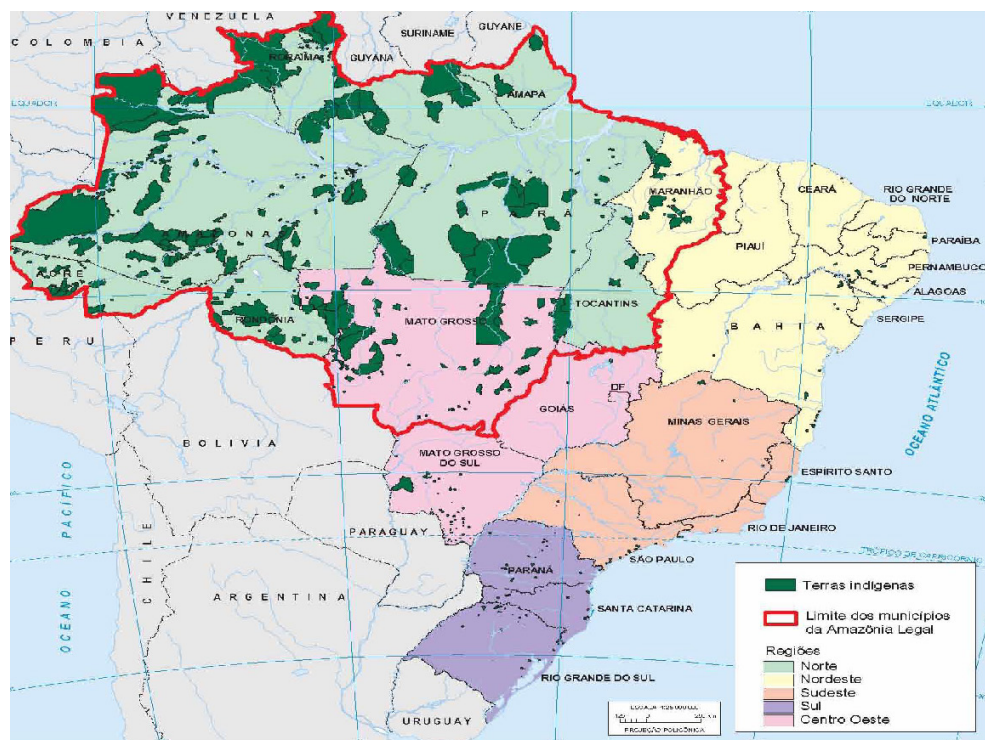 VENEZUELA
COLOMBIA
SURINAME
GUYANE
GUYANA
RORAIMA
AMAPÁ
EQUADOR
EQUADOR
MARANHÃO
CEARÁ
RIO GRANDE
DO NORTE
PARÁ
AMAZONAS
PIAUÍ
PARAÍBA
PERNAMBUCO
ACRE
ALAGOAS
TOCANTINS
SERGIPE
RONDÔNIA
MATO GROSSO
BAHIA
PERU
DF
GOIÁS
OCEANO ATLÂNTICO
MINAS GERAIS
BOLIVIA
MATO GROSSO
DO SUL
ESPÍRITO SANTO
PACÍFICO
PARAGUAY
RIO DE JANEIRO
TRÓPICO DE CAPRICÓRNIO
SÃO PAULO
CHILE
PARANÁ
ARGENTINA
SANTA CATARINA
OCEANO
RIO GRANDE DO SUL
URUGUAY
Terras indígenas
Limite dos municípios
da Amazônia Legal
Regiões
Norte
Nordeste
Sudeste
Sul
Centro Oeste
PROJEÇÃO POLICÔNICA